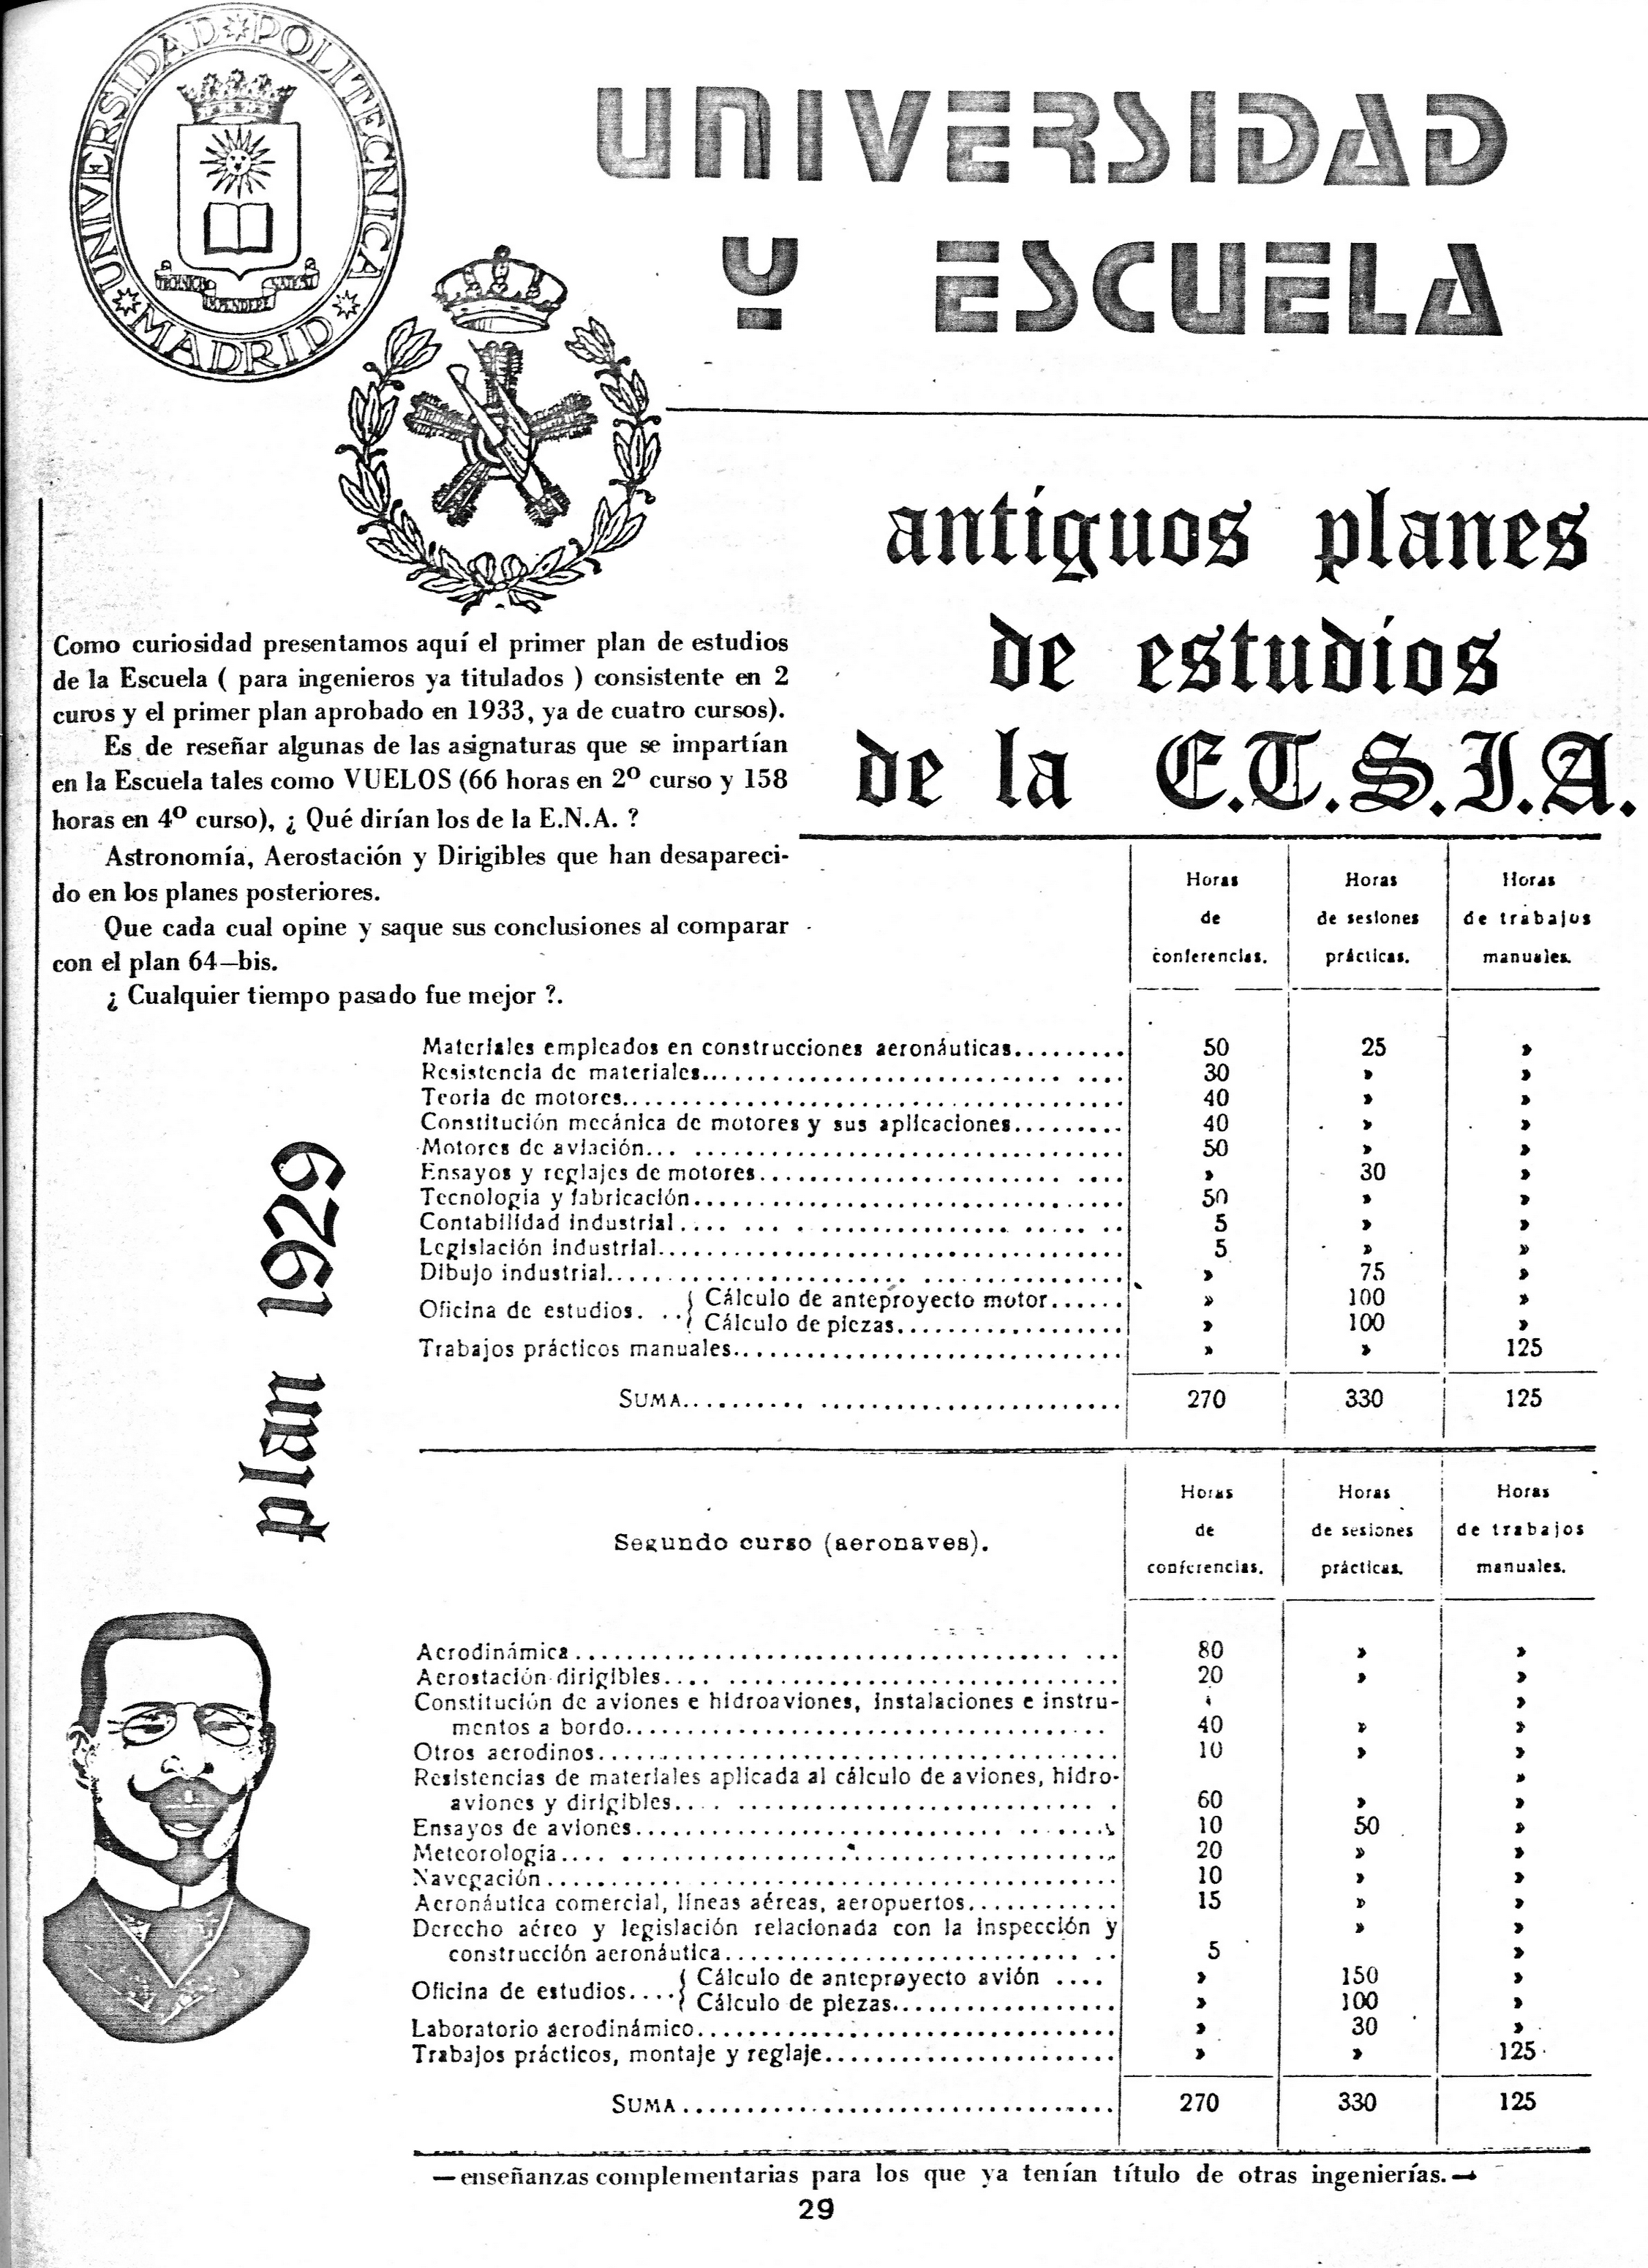 UNIVERSIDAD POLITECNICA
MADRID
UNIVERSIDAD
Y ESCUELA
antiguos planes
de estudios
de la E.T.S.I.A.
Como curiosidad presentamos aquí el primer plan de estudios
de la Escuela ( para ingenieros ya titulados ) consistente en 2
curos y el primer plan aprobado en 1933, ya de cuatro cursos).
Es de reseñar algunas de las asignaturas que se impartían
en la Escuela tales como VUELOS (66 horas en 2º curso y 158
horas en 4º curso), ¿ Qué dirían los de la E.N.A. ?
Astronomía, Aerostación y Dirigibles que han desapareci-
do en los planes posteriores.
Que cada cual opine y saque sus conclusiones al comparar
con el plan 64—bis.
¿ Cualquier tiempo pasado fue mejor ?.
plan 1929
Horas de conferencias. Horas de sesiones prácticas. Horas de trabajos manuales.
Materiales empleados en construcciones aeronáuticas......... 50 25 »
Resistencia de materiales............................. .... 30 » »
Teoría de motores........................................ 40 » »
Constitución mecánica de motores y sus aplicaciones......... 40 » »
Motores de aviación... ................................... 50 » »
Ensayos y reglajes de motores......................... .... » 30 »
Tecnología y fabricación................................... 50 » »
Contabilidad industrial.... ... . .................. ..... .. 5 » »
Legislación industrial..................................... 5 » »
Dibujo industrial........................ ................. » 75 »
Oficina de estudios. ..{ Cálculo de anteproyecto motor...... » 100 »
Cálculo de piezas................... » 100 »
Trabajos prácticos manuales................................ » » 125
SUMA.......... ......................... 270 330 125
Segundo curso (aeronaves).
Horas de conferencias. Horas de sesiones prácticas. Horas de trabajos manuales.
Aerodinámica....................................... ... 80 » »
Aerostación dirigibles.... ................................ 20 » »
Constitución de aviones e hidroaviones, instalaciones e instru- »
mentos a bordo........................................ 40 » »
Otros aerodinos.......................................... 10 » »
Resistencias de materiales aplicada al cálculo de aviones, hidro- »
aviones y dirigibles.... ............................. . 60 » »
Ensayos de aviones............................. ....... 10 50 »
Meteorología.... ........................................ 20 » »
Navegación.............................................. 10 » »
Aeronáutica comercial, líneas aéreas, aeropuertos............. 15 » »
Derecho aéreo y legislación relacionada con la inspección y » »
construcción aeronáutica............................. .. 5 »
Oficina de estudios....{ Cálculo de anteproyecto avión .... » 150 »
Cálculo de piezas................... » 100 »
Laboratorio aerodinámico.................................. » 30 »
Trabajos prácticos, montaje y reglaje........................ » » 125
SUMA.................................. 270 330 125
—enseñanzas complementarias para los que ya tenían título de otras ingenierías.—
29